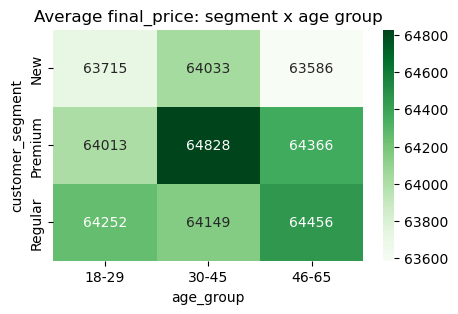 Average final_price: segment x age group
customer_segment
New
Premium
Regular
63715 64033 63586
64013 64828 64366
64252 64149 64456
18-29 30-45 46-65
age_group
64800
64600
64400
64200
64000
63800
63600